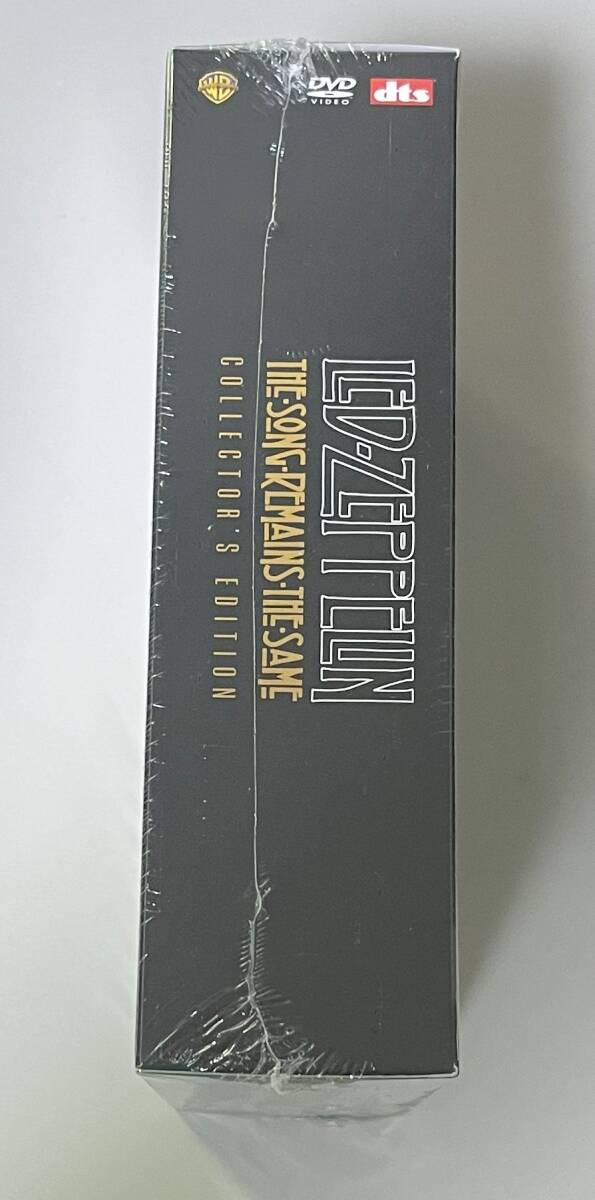 WB
DVD
VIDEO
dts
LED·ZEPPELIN
THE·SONG·REMAINS·THE·SAME
COLLECTOR'S EDITION